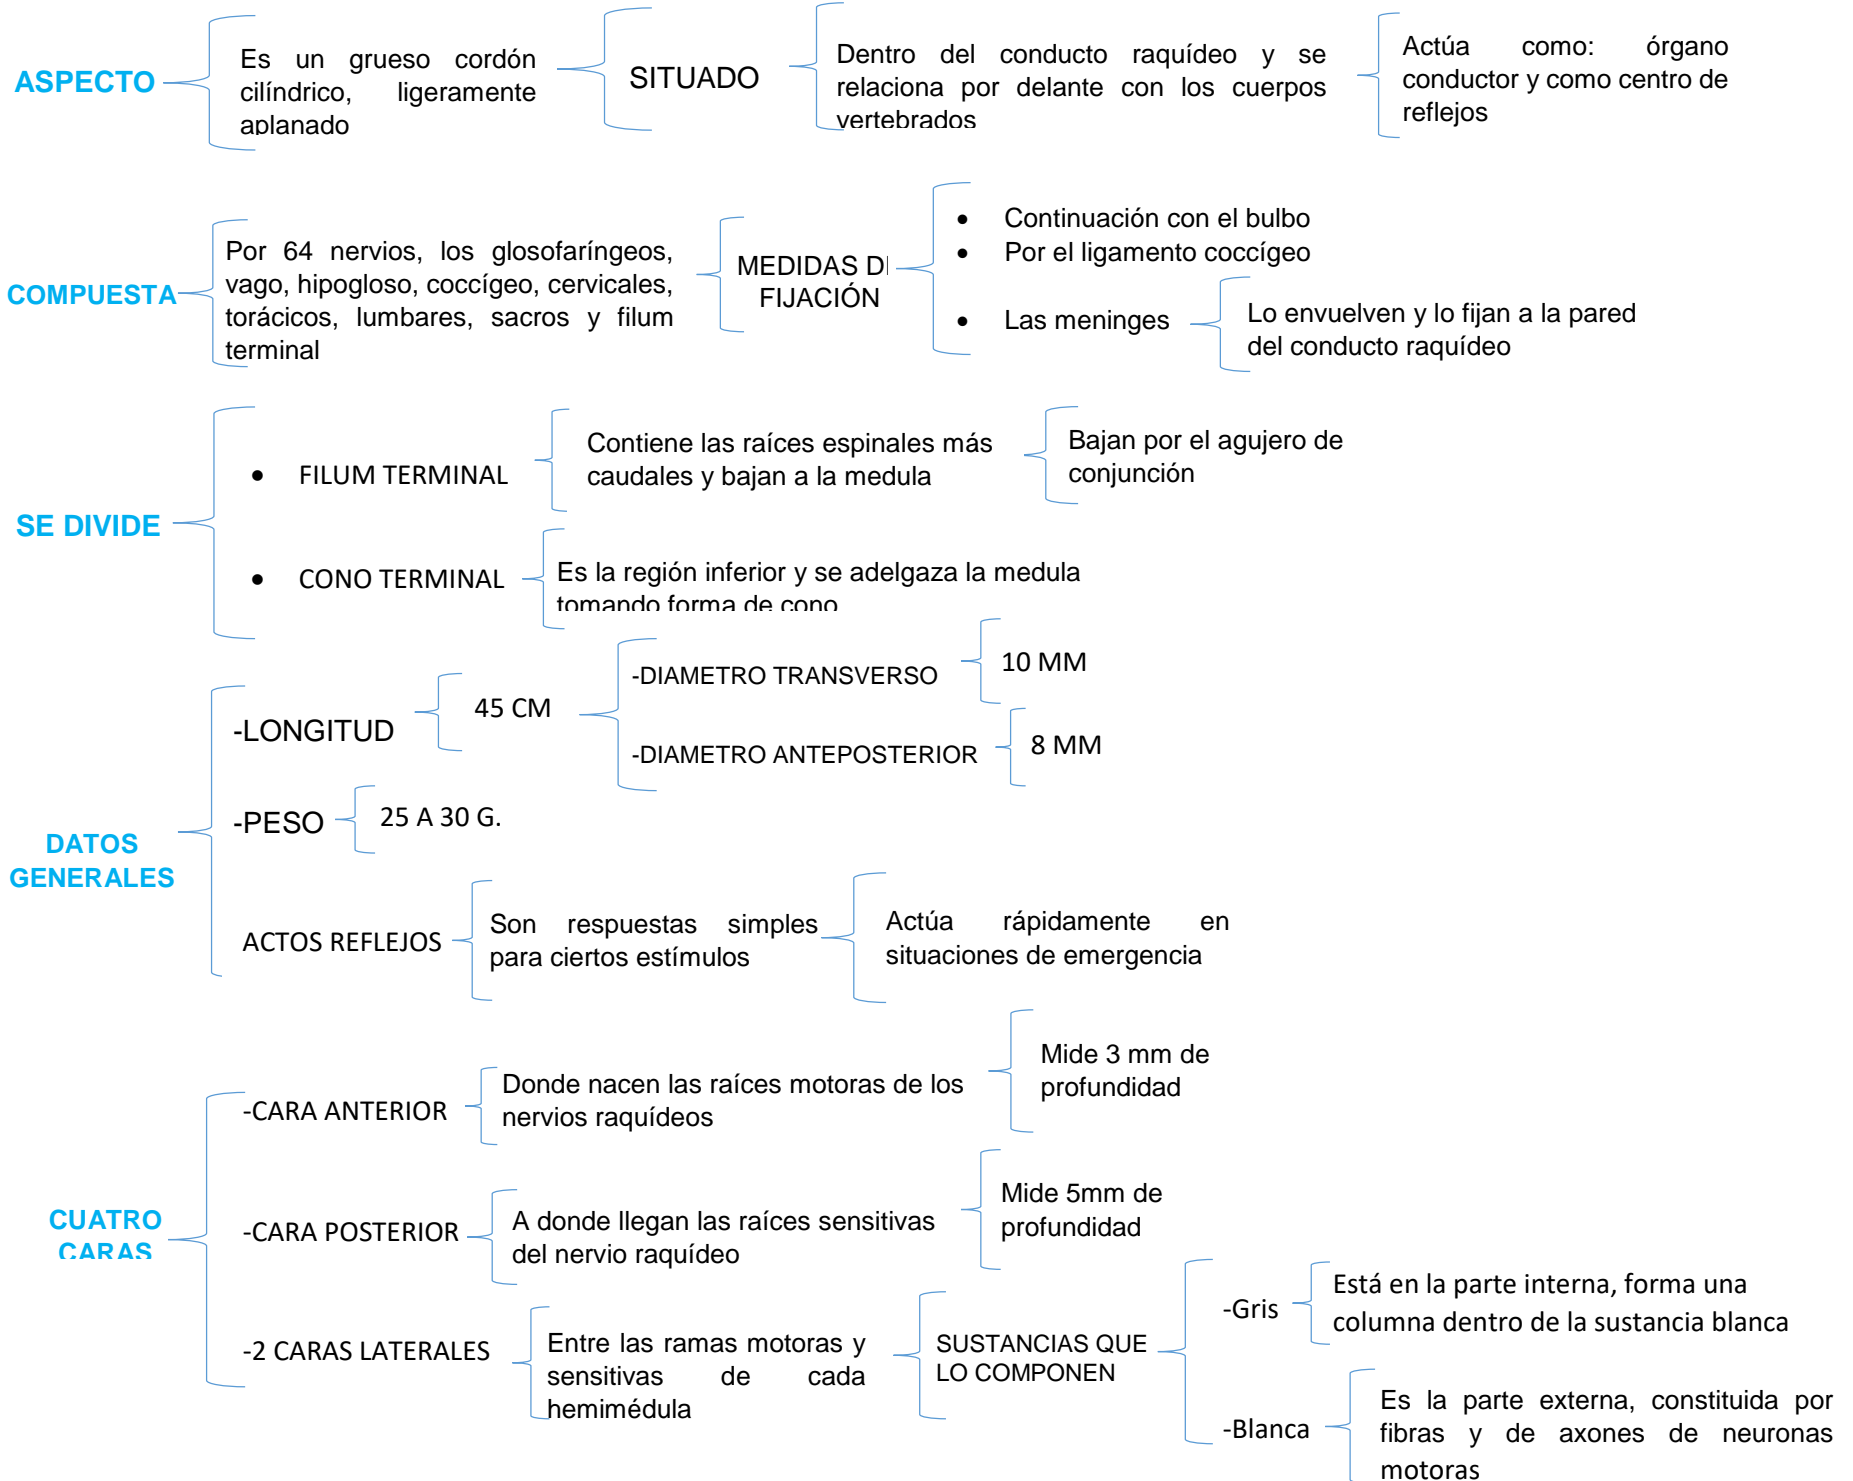 ASPECTO
Es un grueso cordón
cilíndrico, ligeramente
aplanado
SITUADO
Dentro del conducto raquídeo y se
relaciona por delante con los cuerpos
vertebrados
Actúa como: órgano
conductor y como centro de
reflejos
COMPUESTA
Por 64 nervios, los glosofaríngeos,
vago, hipogloso, coccígeo, cervicales,
torácicos, lumbares, sacros y filum
terminal
MEDIDAS DE
FIJACIÓN
• Continuación con el bulbo
• Por el ligamento coccígeo
• Las meninges
Lo envuelven y lo fijan a la pared
del conducto raquídeo
SE DIVIDE
• FILUM TERMINAL
Contiene las raíces espinales más
caudales y bajan a la medula
Bajan por el agujero de
conjunción
• CONO TERMINAL
Es la región inferior y se adelgaza la medula
tomando forma de cono
DATOS
GENERALES
-LONGITUD
45 CM
-DIAMETRO TRANSVERSO
10 MM
-DIAMETRO ANTEPOSTERIOR
8 MM
-PESO
25 A 30 G.
ACTOS REFLEJOS
Son respuestas simples
para ciertos estímulos
Actúa rápidamente en
situaciones de emergencia
CUATRO
CARAS
-CARA ANTERIOR
Donde nacen las raíces motoras de los
nervios raquídeos
Mide 3 mm de
profundidad
-CARA POSTERIOR
A donde llegan las raíces sensitivas
del nervio raquídeo
Mide 5mm de
profundidad
-2 CARAS LATERALES
Entre las ramas motoras y
sensitivas de cada
hemimédula
SUSTANCIAS QUE
LO COMPONEN
-Gris
Está en la parte interna, forma una
columna dentro de la sustancia blanca
-Blanca
Es la parte externa, constituida por
fibras y de axones de neuronas
motoras